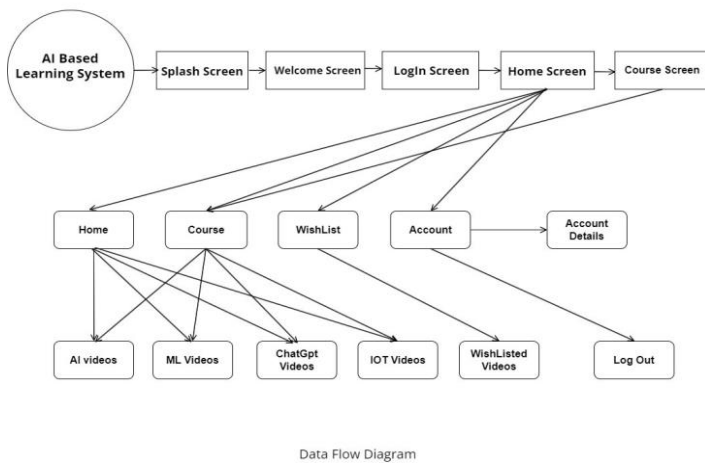 AI Based
Learning System
Splash Screen
Welcome Screen
LogIn Screen
Home Screen
Course Screen
Home
Course
WishList
Account
Account
Details
AI videos
ML Videos
ChatGpt
Videos
IOT Videos
WishListed
Videos
Log Out
Data Flow Diagram